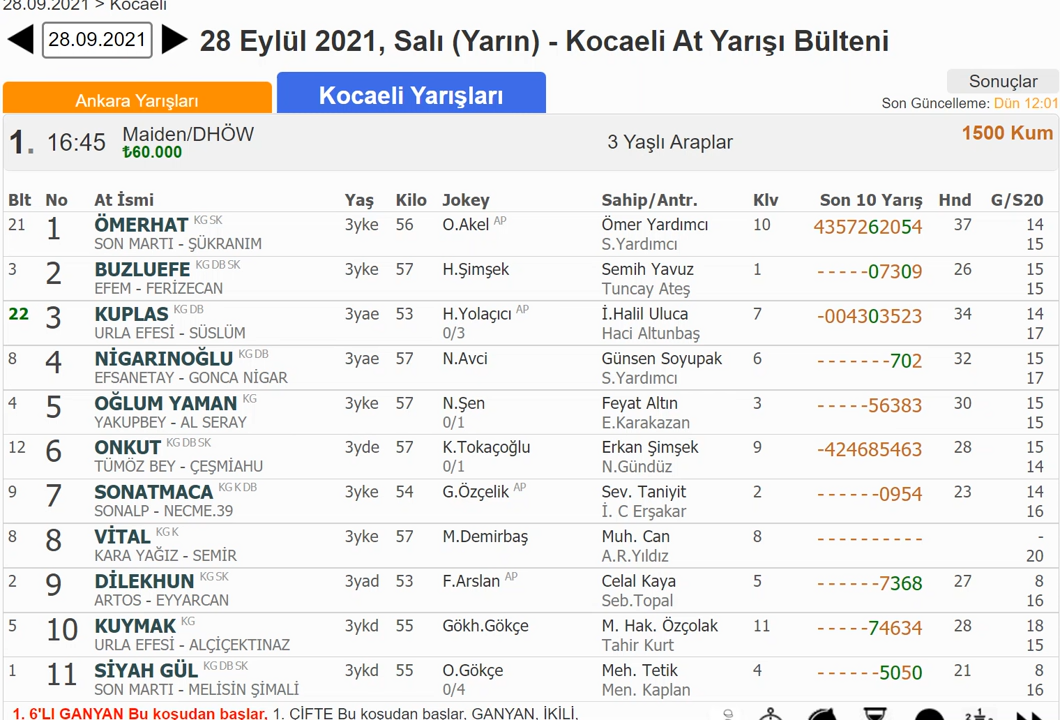 28.09.2021 > Kocaeli
28.09.2021 28 Eylül 2021, Salı (Yarın) - Kocaeli At Yarışı Bülteni
Ankara Yarışları Kocaeli Yarışları Sonuçlar
Son Güncelleme: Dün 12:01
1. 16:45 Maiden/DHÖW 3 Yaşlı Araplar 1500 Kum
₺60.000
Blt No At İsmi Yaş Kilo Jokey Sahip/Antr. Klv Son 10 Yarış Hnd G/S20
21 1 ÖMERHAT KG SK 3yke 56 O.Akel AP Ömer Yardımcı 10 4357262054 37 14
SON MARTI - ŞÜKRANIM S.Yardımcı 15
3 2 BUZLUEFE KG DB SK 3yke 57 H.Şimşek Semih Yavuz 1 -----07309 26 15
EFEM - FERİZECAN Tuncay Ateş 15
22 3 KUPLAS KG DB 3yae 53 H.Yolaçıcı AP İ.Halil Uluca 7 -004303523 34 14
URLA EFESİ - SÜSLÜM 0/3 Haci Altunbaş 17
8 4 NİGARINOĞLU KG DB 3yae 57 N.Avci Günsen Soyupak 6 -------702 32 15
EFSANETAY - GONCA NİGAR S.Yardımcı 17
4 5 OĞLUM YAMAN KG 3yke 57 N.Şen Feyat Altın 3 -----56383 30 15
YAKUPBEY - AL SERAY 0/1 E.Karakazan 15
12 6 ONKUT KG DB SK 3yde 57 K.Tokaçoğlu Erkan Şimşek 9 -424685463 28 15
TÜMÖZ BEY - ÇEŞMİAHU 0/1 N.Gündüz 14
9 7 SONATMACA KG K DB 3yke 54 G.Özçelik AP Sev. Taniyit 2 ------0954 23 14
SONALP - NECME.39 İ. C Erşakar 16
8 8 VİTAL KG K 3yke 57 M.Demirbaş Muh. Can 8 ---------- -
KARA YAĞIZ - SEMİR A.R.Yıldız 20
2 9 DİLEKHUN KG SK 3yad 53 F.Arslan AP Celal Kaya 5 ------7368 27 8
ARTOS - EYYARCAN Seb.Topal 16
5 10 KUYMAK KG 3ykd 55 Gökh.Gökçe M. Hak. Özçolak 11 -----74634 28 18
URLA EFESİ - ALÇİÇEKTINAZ Tahir Kurt 15
1 11 SİYAH GÜL KG DB SK 3ykd 55 O.Gökçe Meh. Tetik 4 ------5050 21 8
SON MARTI - MELİSİN ŞİMALİ 0/4 Men. Kaplan 16
1. 6'LI GANYAN Bu koşudan başlar, 1. ÇİFTE Bu koşudan başlar, GANYAN, İKİLİ,